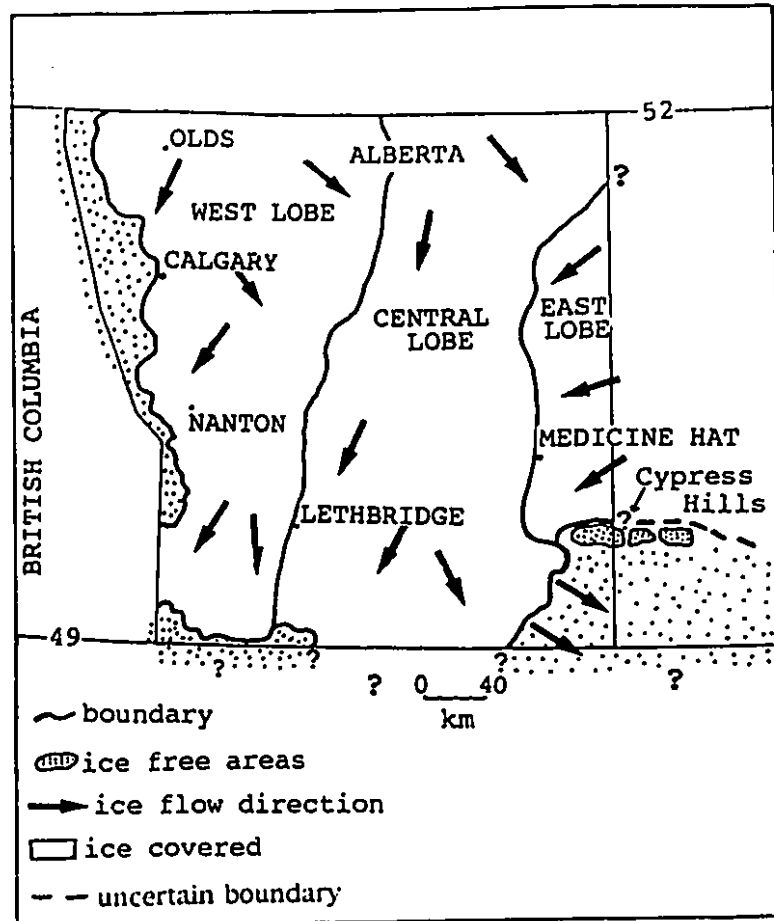 52
.OLDS
ALBERTA
?
WEST LOBE
CALGARY
EAST
LOBE
CENTRAL
LOBE
BRITISH COLUMBIA
NANTON
MEDICINE HAT
Cypress
Hills
LETHBRIDGE
?
49
? ? ?
? 0 40 ?
km
boundary
ice free areas
ice flow direction
ice covered
uncertain boundary